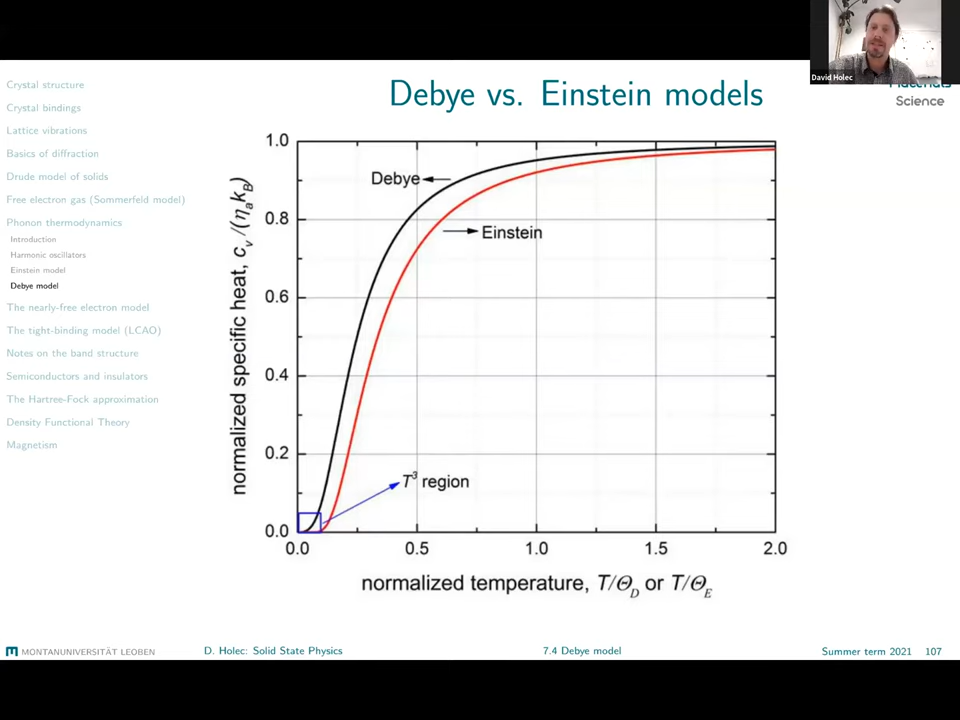 David Holec
Materials
Science
Debye vs. Einstein models
Crystal structure
Crystal bindings
Lattice vibrations
Basics of diffraction
Drude model of solids
Free electron gas (Sommerfeld model)
Phonon thermodynamics
Introduction
Harmonic oscillators
Einstein model
Debye model
The nearly-free electron model
The tight-binding model (LCAO)
Notes on the band structure
Semiconductors and insulators
The Hartree-Fock approximation
Density Functional Theory
Magnetism
normalized specific heat, c_v/(η_a k_B)
1.0
0.8
0.6
0.4
0.2
0.0
Debye
Einstein
T³ region
0.0 0.5 1.0 1.5 2.0
normalized temperature, T/Θ_D or T/Θ_E
MONTANUNIVERSITÄT LEOBEN
D. Holec: Solid State Physics
7.4 Debye model
Summer term 2021 107